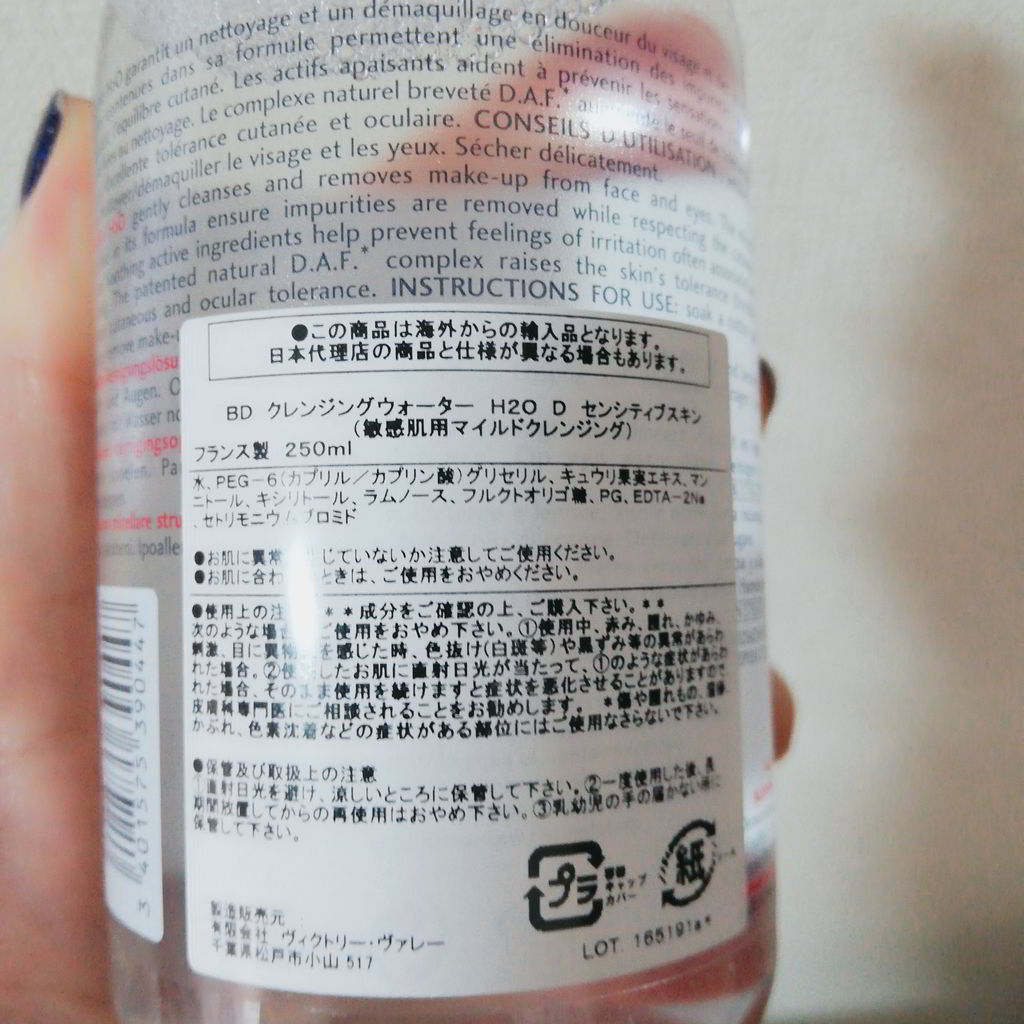 garantit un nettoyage et un démaquillage en douceur du visage et
dans sa formule permettent une élimination des
équilibre cutané. Les actifs apaisants aident à prévenir les sensations
au nettoyage. Le complexe naturel breveté D.A.F.* le seuil de
excellente tolérance cutanée et oculaire. CONSEILS D'UTILISATION
démaquiller le visage et les yeux. Sécher délicatement.
gently cleanses and removes make-up from face and eyes. The
in its formula ensure impurities are removed while respecting the
soothing active ingredients help prevent feelings of irritation often
The patented natural D.A.F.* complex raises the skin's tolerance
cutaneous and ocular tolerance. INSTRUCTIONS FOR USE: soak a
remove make-
●この商品は海外からの輸入品となります。
日本代理店の商品と仕様が異なる場合もあります。
BD クレンジングウォーター H2O D センシティブスキン
(敏感肌用マイルドクレンジング)
フランス製 250ml
水、PEG-6(カプリル/カプリン酸)グリセリル、キュウリ果実エキス、マン
ニトール、キシリトール、ラムノース、フルクトオリゴ糖、PG、EDTA-2Na
、セトリモニウムブロミド
●お肌に異常 じていないか注意してご使用ください。
●お肌に合わ ときは、ご使用をおやめください。
●使用上の注 **成分をご確認の上、ご購入下さい。**
次のような場 ご使用をおやめ下さい。①使用中、赤み、腫れ、かゆみ、
刺激、目に異物 を感じた時、色抜け(白斑等)や黒ずみ等の異常があらわ
れた場合。②使 したお肌に直射日光が当たって、①のような症状があらわ
れた場合、そのまま使用を続けますと症状を悪化させることがありますので
皮膚科専門医にご相談されることをお勧めします。 *傷や腫れもの、湿疹、
かぶれ、色素沈着などの症状がある部位にはご使用なさらないで下さい。
●保管及び取扱上の注意
①直射日光を避け、涼しいところに保管して下さい。②一度使用した後、長
期間放置してからの再使用はおやめ下さい。③乳幼児の手の届かない所に
保管して下さい。
プラ
キャップ
カバー
紙
製造販売元:
有限会社 ヴィクトリー・ヴァレー
千葉県松戸市小山 517
LOT. 165191a*
3 401575 390447